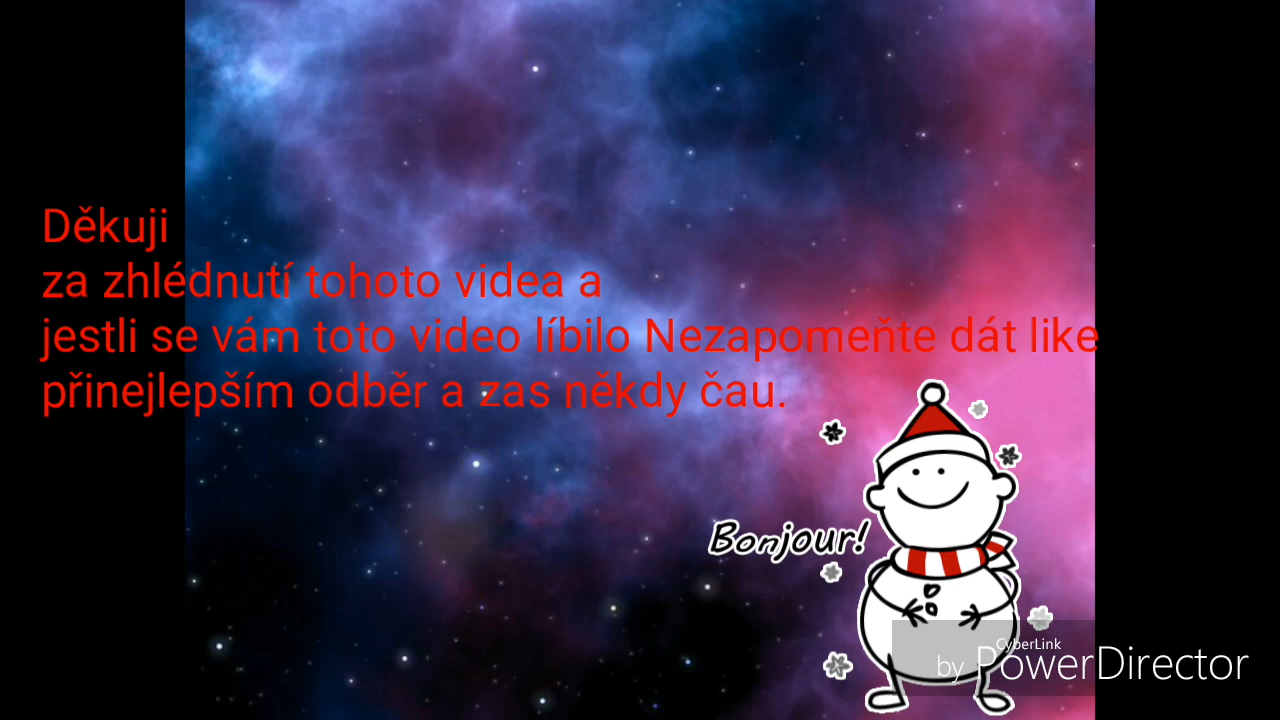 Děkuji
za zhlédnutí tohoto videa a
jestli se vám toto video líbilo Nezapomeňte dát like
přinejlepším odběr a zas někdy čau.
Bonjour!
CyberLink
by PowerDirector